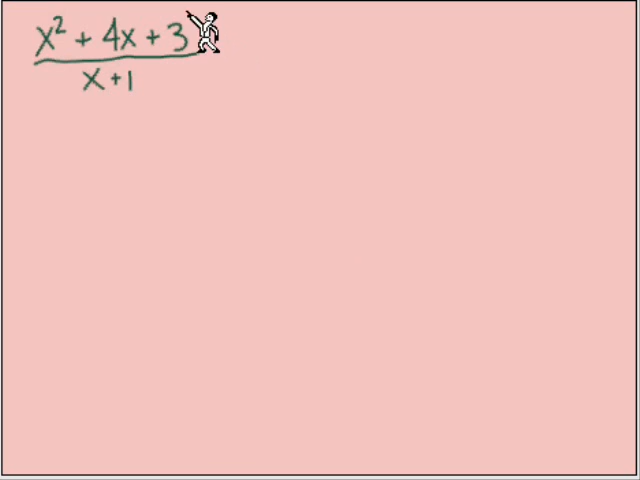 x² + 4x + 3
x + 1